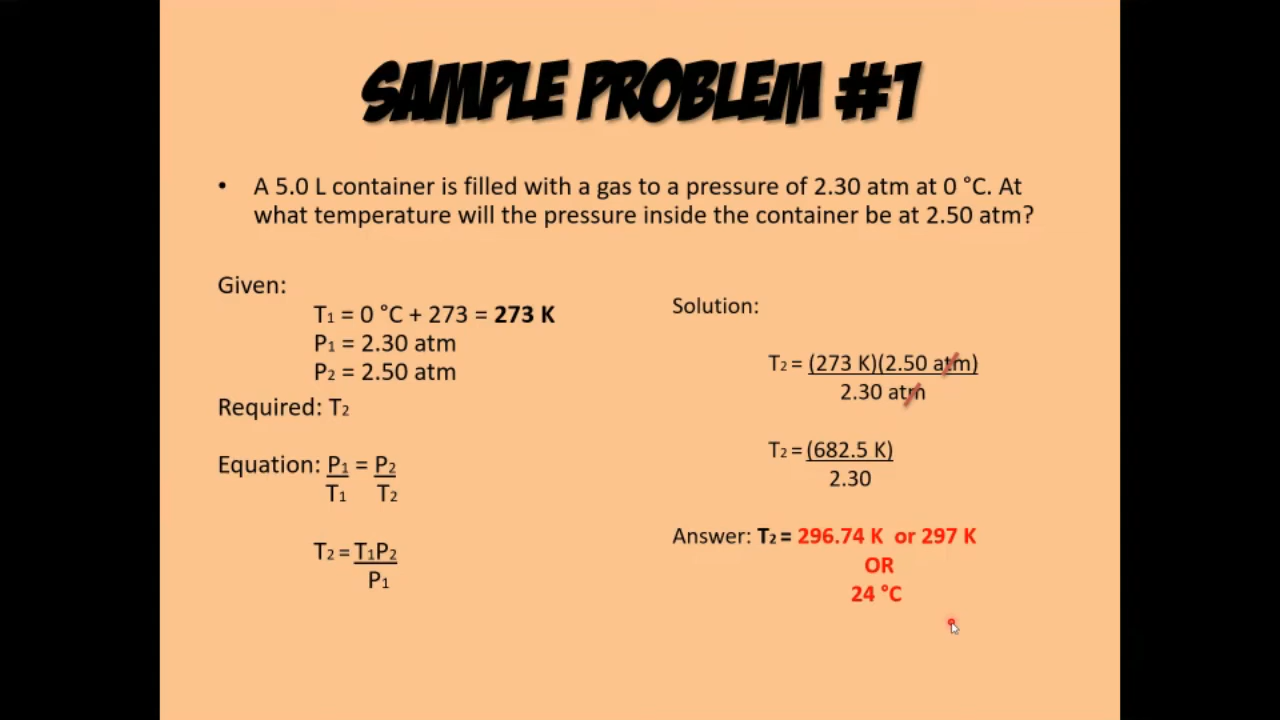 SAMPLE PROBLEM #1
• A 5.0 L container is filled with a gas to a pressure of 2.30 atm at 0 °C. At
what temperature will the pressure inside the container be at 2.50 atm?
Given:
T1 = 0 °C + 273 = 273 K
P1 = 2.30 atm
P2 = 2.50 atm
Required: T2
Equation: P1 = P2
T1 T2
T2 = T1P2
P1
Solution:
T2 = (273 K)(2.50 atm)
2.30 atm
T2 = (682.5 K)
2.30
Answer: T2 = 296.74 K or 297 K
OR
24 °C